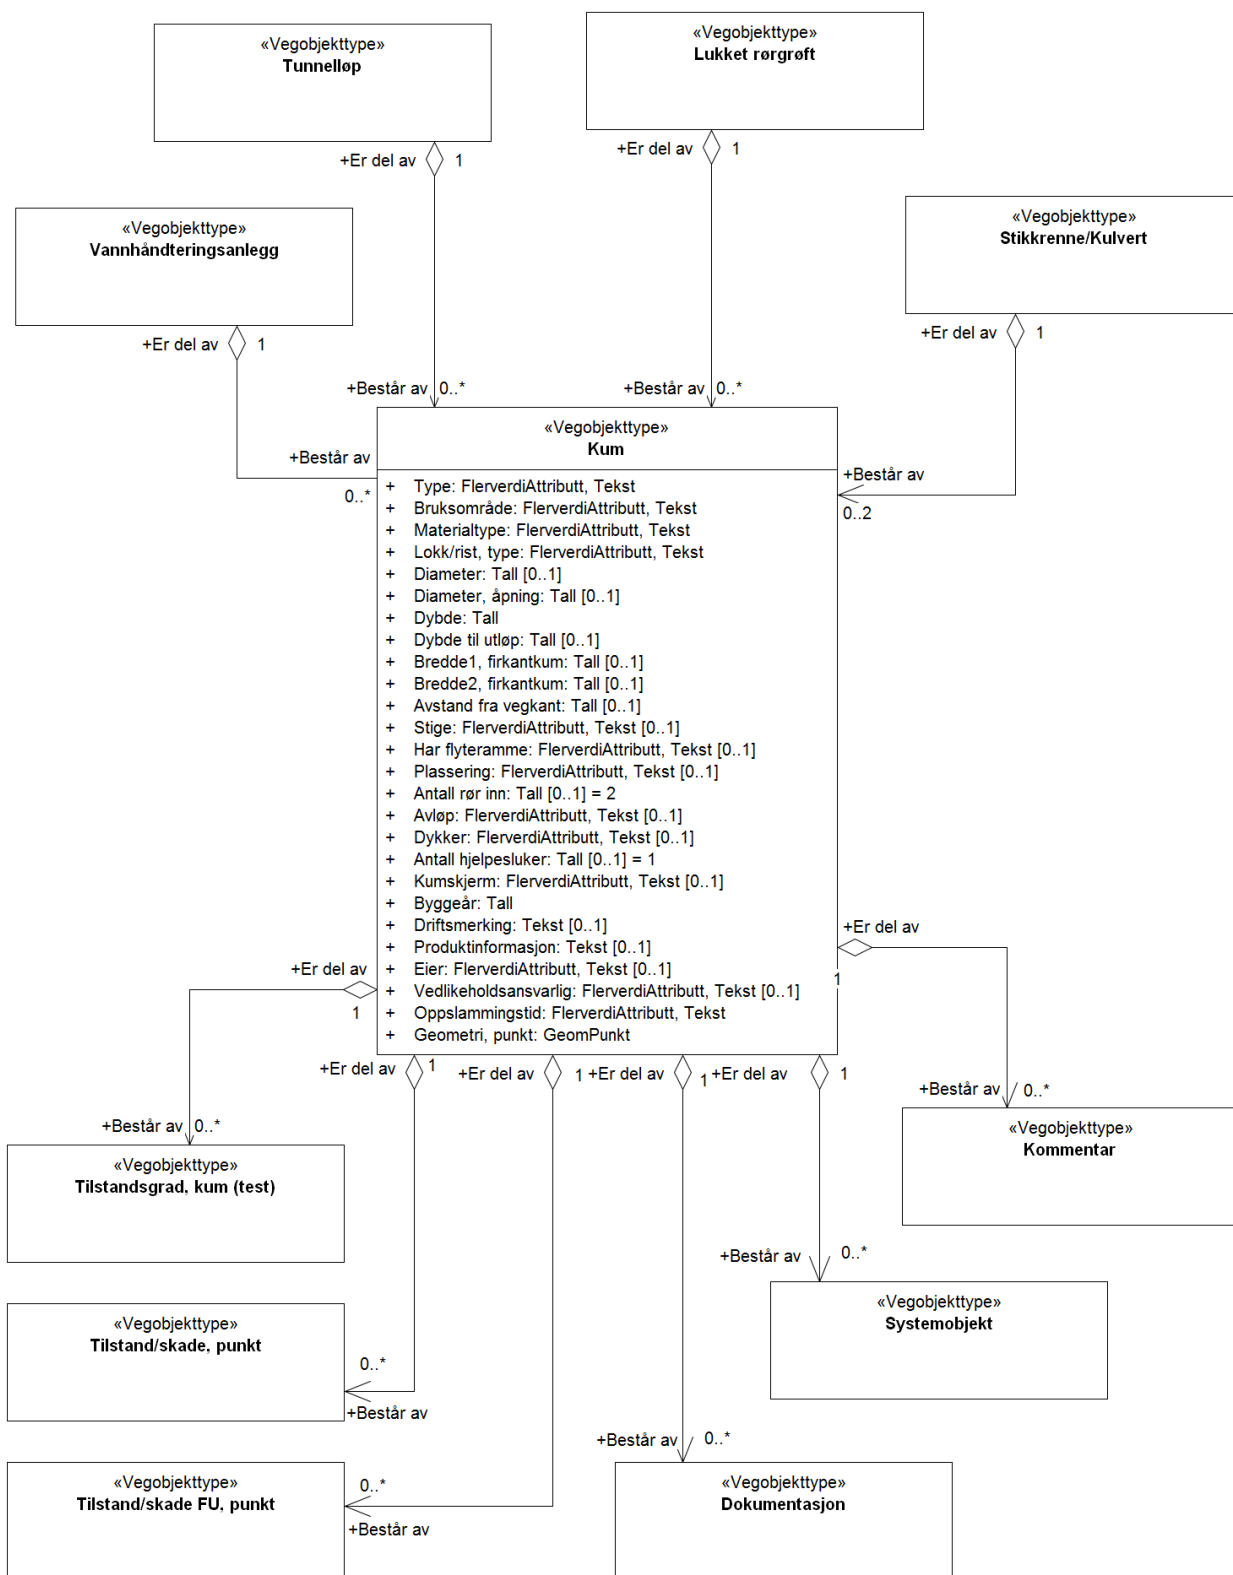 «Vegobjekttype»
Tunnelløp
«Vegobjekttype»
Lukket rørgrøft
+Er del av
1
+Er del av
1
«Vegobjekttype»
Vannhåndteringsanlegg
«Vegobjekttype»
Stikkrenne/Kulvert
+Er del av
1
+Er del av
1
+Består av
0..*
+Består av
0..*
+Består av
0..*
+Består av
0..2
«Vegobjekttype»
Kum
+ Type: FlerverdiAttributt, Tekst
+ Bruksområde: FlerverdiAttributt, Tekst
+ Materialtype: FlerverdiAttributt, Tekst
+ Lokk/rist, type: FlerverdiAttributt, Tekst
+ Diameter: Tall [0..1]
+ Diameter, åpning: Tall [0..1]
+ Dybde: Tall
+ Dybde til utløp: Tall [0..1]
+ Bredde1, firkantkum: Tall [0..1]
+ Bredde2, firkantkum: Tall [0..1]
+ Avstand fra vegkant: Tall [0..1]
+ Stige: FlerverdiAttributt, Tekst [0..1]
+ Har flyteramme: FlerverdiAttributt, Tekst [0..1]
+ Plassering: FlerverdiAttributt, Tekst [0..1]
+ Antall rør inn: Tall [0..1] = 2
+ Avløp: FlerverdiAttributt, Tekst [0..1]
+ Dykker: FlerverdiAttributt, Tekst [0..1]
+ Antall hjelpesluker: Tall [0..1] = 1
+ Kumskjerm: FlerverdiAttributt, Tekst [0..1]
+ Byggeår: Tall
+ Driftsmerking: Tekst [0..1]
+ Produktinformasjon: Tekst [0..1]
+ Eier: FlerverdiAttributt, Tekst [0..1]
+ Vedlikeholdsansvarlig: FlerverdiAttributt, Tekst [0..1]
+ Oppslammingstid: FlerverdiAttributt, Tekst
+ Geometri, punkt: GeomPunkt
+Er del av
1
+Er del av
1
+Er del av
1
+Er del av
1
+Er del av
1
+Er del av
1
+Består av
0..*
«Vegobjekttype»
Kommentar
+Består av
0..*
«Vegobjekttype»
Tilstandsgrad, kum (test)
+Består av
0..*
«Vegobjekttype»
Systemobjekt
«Vegobjekttype»
Tilstand/skade, punkt
0..*
+Består av
+Består av
0..*
«Vegobjekttype»
Tilstand/skade FU, punkt
0..*
+Består av
«Vegobjekttype»
Dokumentasjon